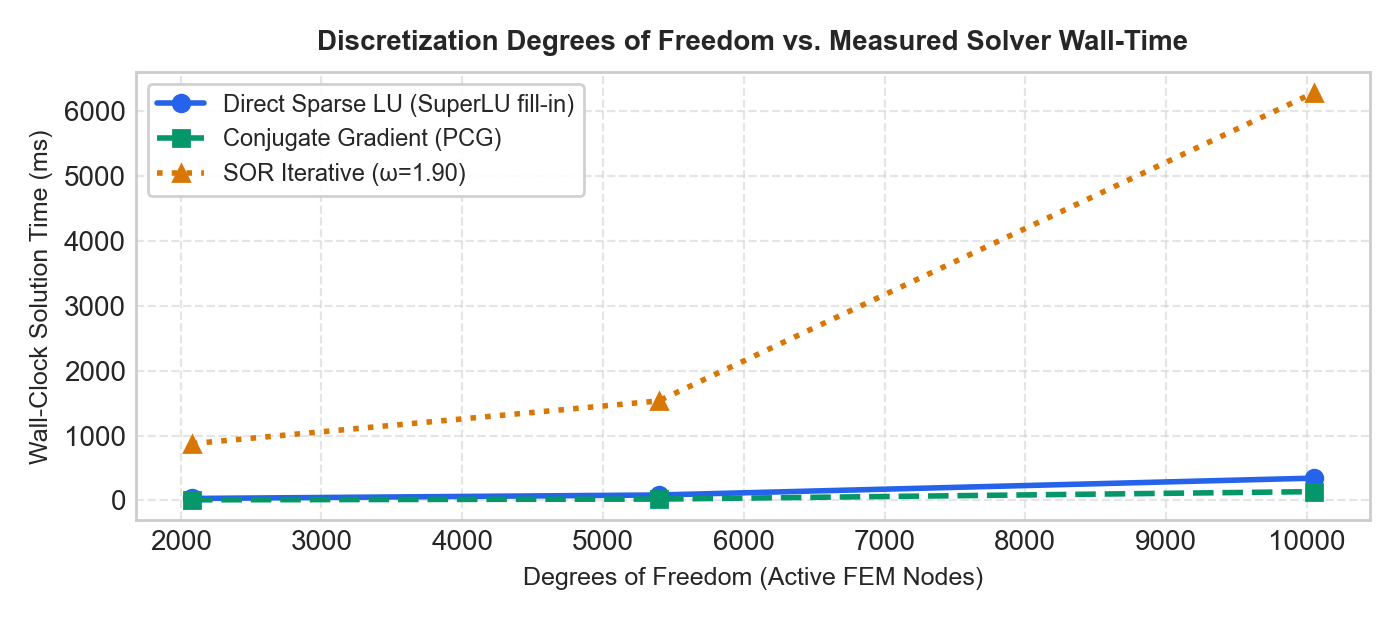 Discretization Degrees of Freedom vs. Measured Solver Wall-Time
Wall-Clock Solution Time (ms)
6000
5000
4000
3000
2000
1000
0
Direct Sparse LU (SuperLU fill-in)
Conjugate Gradient (PCG)
SOR Iterative (ω=1.90)
2000 3000 4000 5000 6000 7000 8000 9000 10000
Degrees of Freedom (Active FEM Nodes)